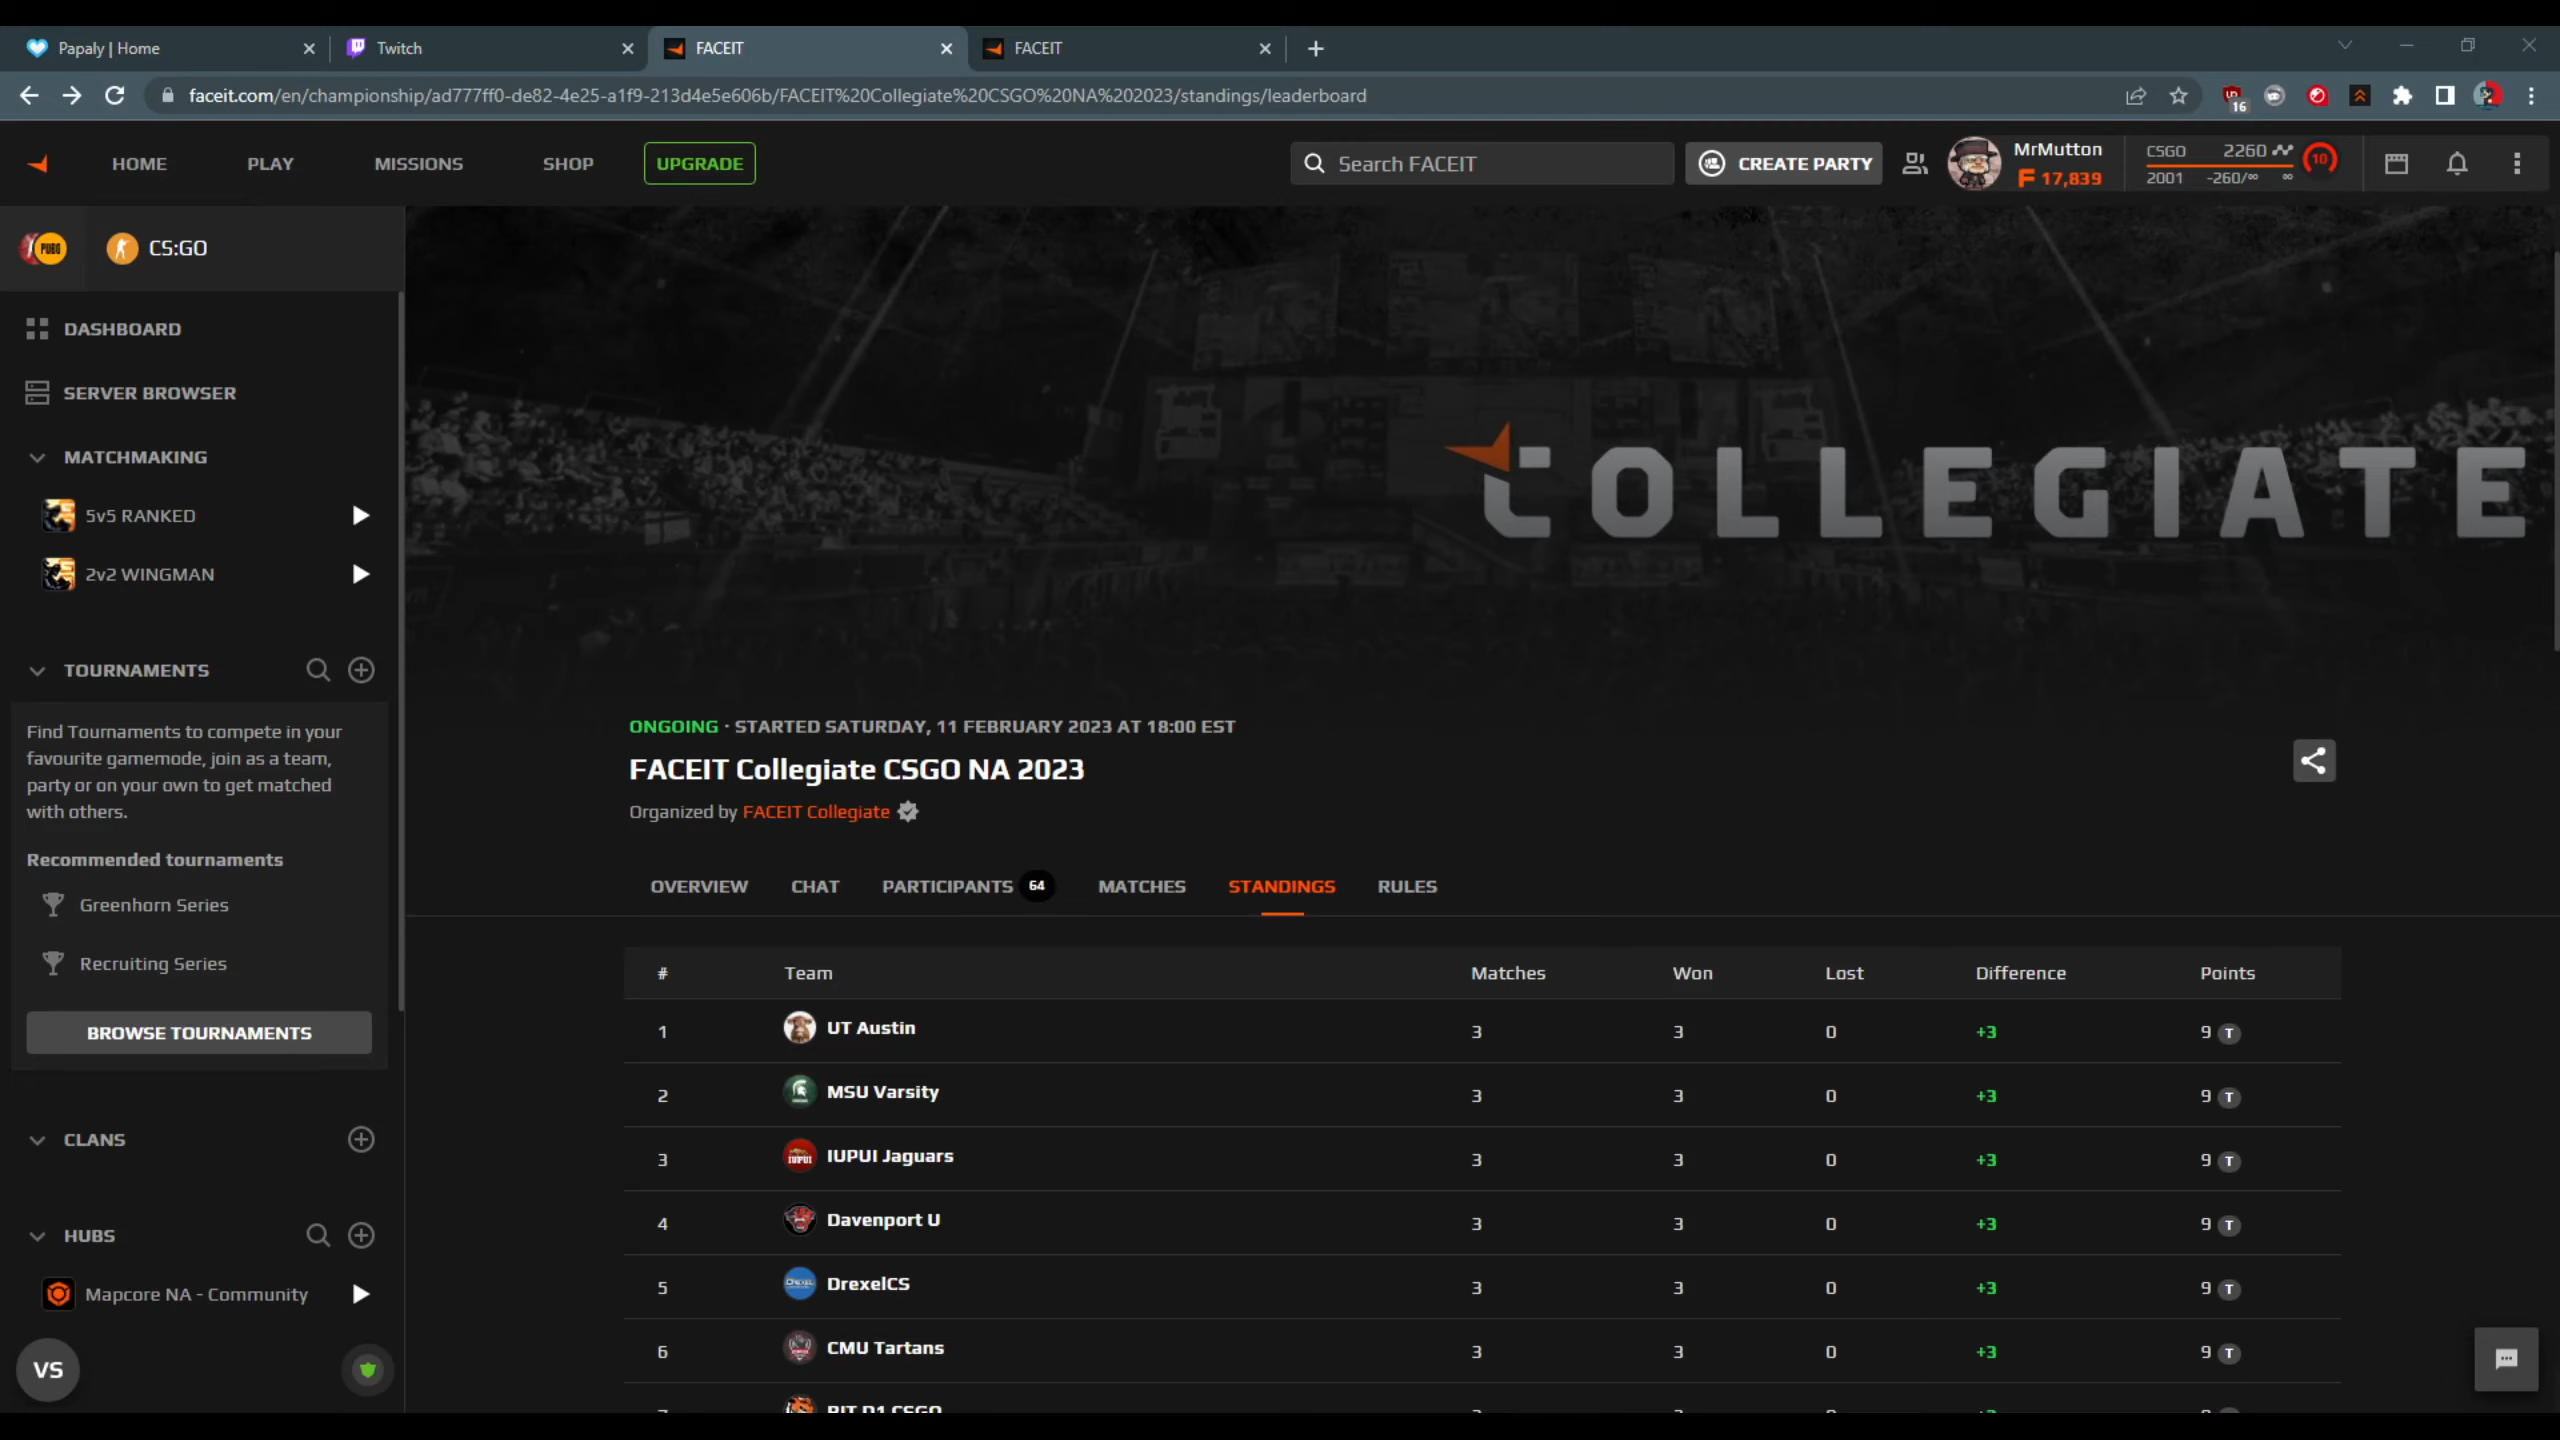 Papaly | Home
Twitch
FACEIT
FACEIT
faceit.com/en/championship/ad777ff0-de82-4e25-a1f9-213d4e5e606b/FACEIT%20Collegiate%20CSGO%20NA%202023/standings/leaderboard
16
HOME
PLAY
MISSIONS
SHOP
UPGRADE
Search FACEIT
CREATE PARTY
MrMutton
17,839
CSGO 2260
2001 -260/∞ ∞
10
PUBG
CS:GO
DASHBOARD
SERVER BROWSER
MATCHMAKING
5v5 RANKED
2v2 WINGMAN
TOURNAMENTS
Find Tournaments to compete in your
favourite gamemode, join as a team,
party or on your own to get matched
with others.
Recommended tournaments
Greenhorn Series
Recruiting Series
BROWSE TOURNAMENTS
CLANS
HUBS
Mapcore NA - Community
VS
COLLEGIATE
ONGOING · STARTED SATURDAY, 11 FEBRUARY 2023 AT 18:00 EST
FACEIT Collegiate CSGO NA 2023
Organized by FACEIT Collegiate
OVERVIEW CHAT PARTICIPANTS 64 MATCHES STANDINGS RULES
# Team Matches Won Lost Difference Points
1 UT Austin 3 3 0 +3 9 T
2 MSU Varsity 3 3 0 +3 9 T
3 IUPUI Jaguars 3 3 0 +3 9 T
4 Davenport U 3 3 0 +3 9 T
5 DrexelCS 3 3 0 +3 9 T
6 CMU Tartans 3 3 0 +3 9 T
RIT D1 CSGO